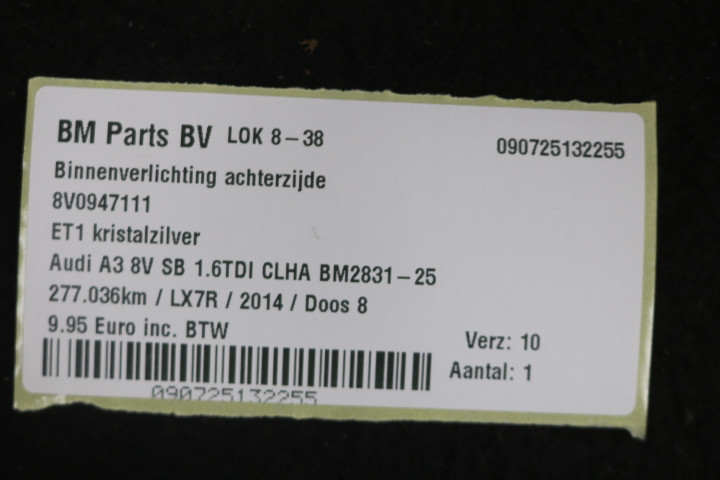 BM Parts BV LOK 8-38
090725132255
Binnenverlichting achterzijde
8V0947111
ET1 kristalzilver
Audi A3 8V SB 1.6TDI CLHA BM2831-25
277.036km / LX7R / 2014 / Doos 8
9.95 Euro inc. BTW
Verz: 10
Aantal: 1
090725132255